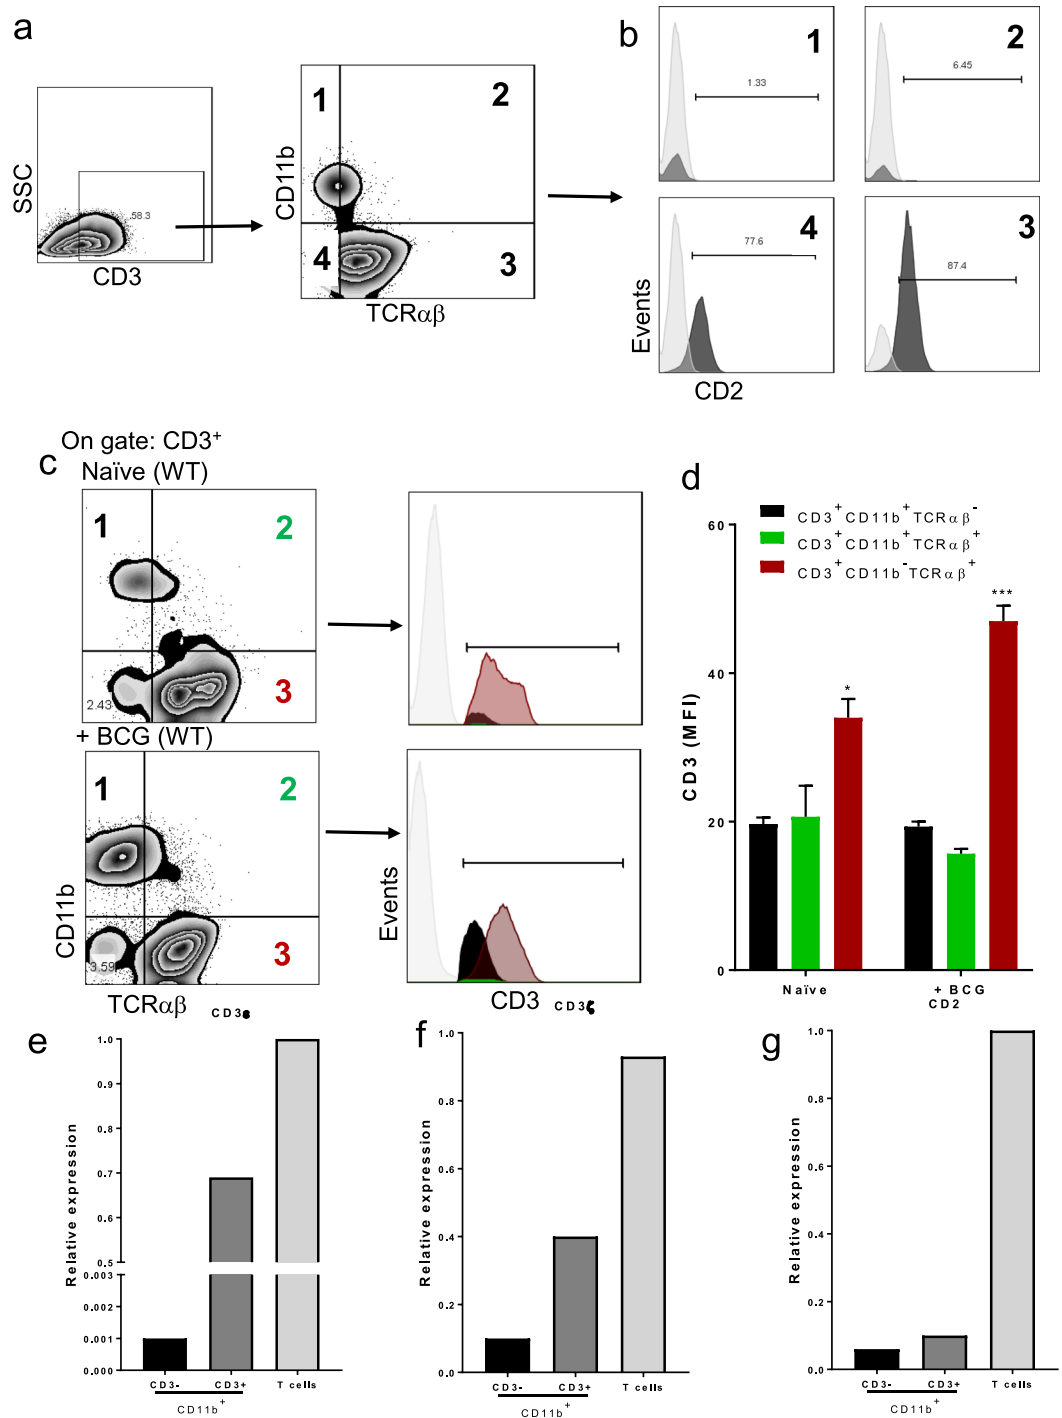 a
SSC
58.3
CD3
CD11b
1
2
4
3
TCRαβ
b
1
1.33
2
6.45
4
77.6
3
87.4
Events
CD2
c
On gate: CD3+
Naïve (WT)
1
2
3
2.43
+ BCG (WT)
1
2
3
3.59
CD11b
TCRαβ
Events
CD3
d
CD3+CD11b+TCRαβ-
CD3+CD11b+TCRαβ+
CD3+CD11b-TCRαβ+
CD3 (MFI)
60
40
20
0
*
***
Naïve
+ BCG
e
CD3ε
Relative expression
1.0
0.9
0.8
0.7
0.6
0.5
0.003
0.002
0.001
0.000
CD3-
CD3+
T cells
CD11b+
f
CD3ζ
Relative expression
1.0
0.8
0.6
0.4
0.2
0.0
CD3-
CD3+
T cells
CD11b+
g
CD2
Relative expression
1.0
0.8
0.6
0.4
0.2
0.0
CD3-
CD3+
T cells
CD11b+